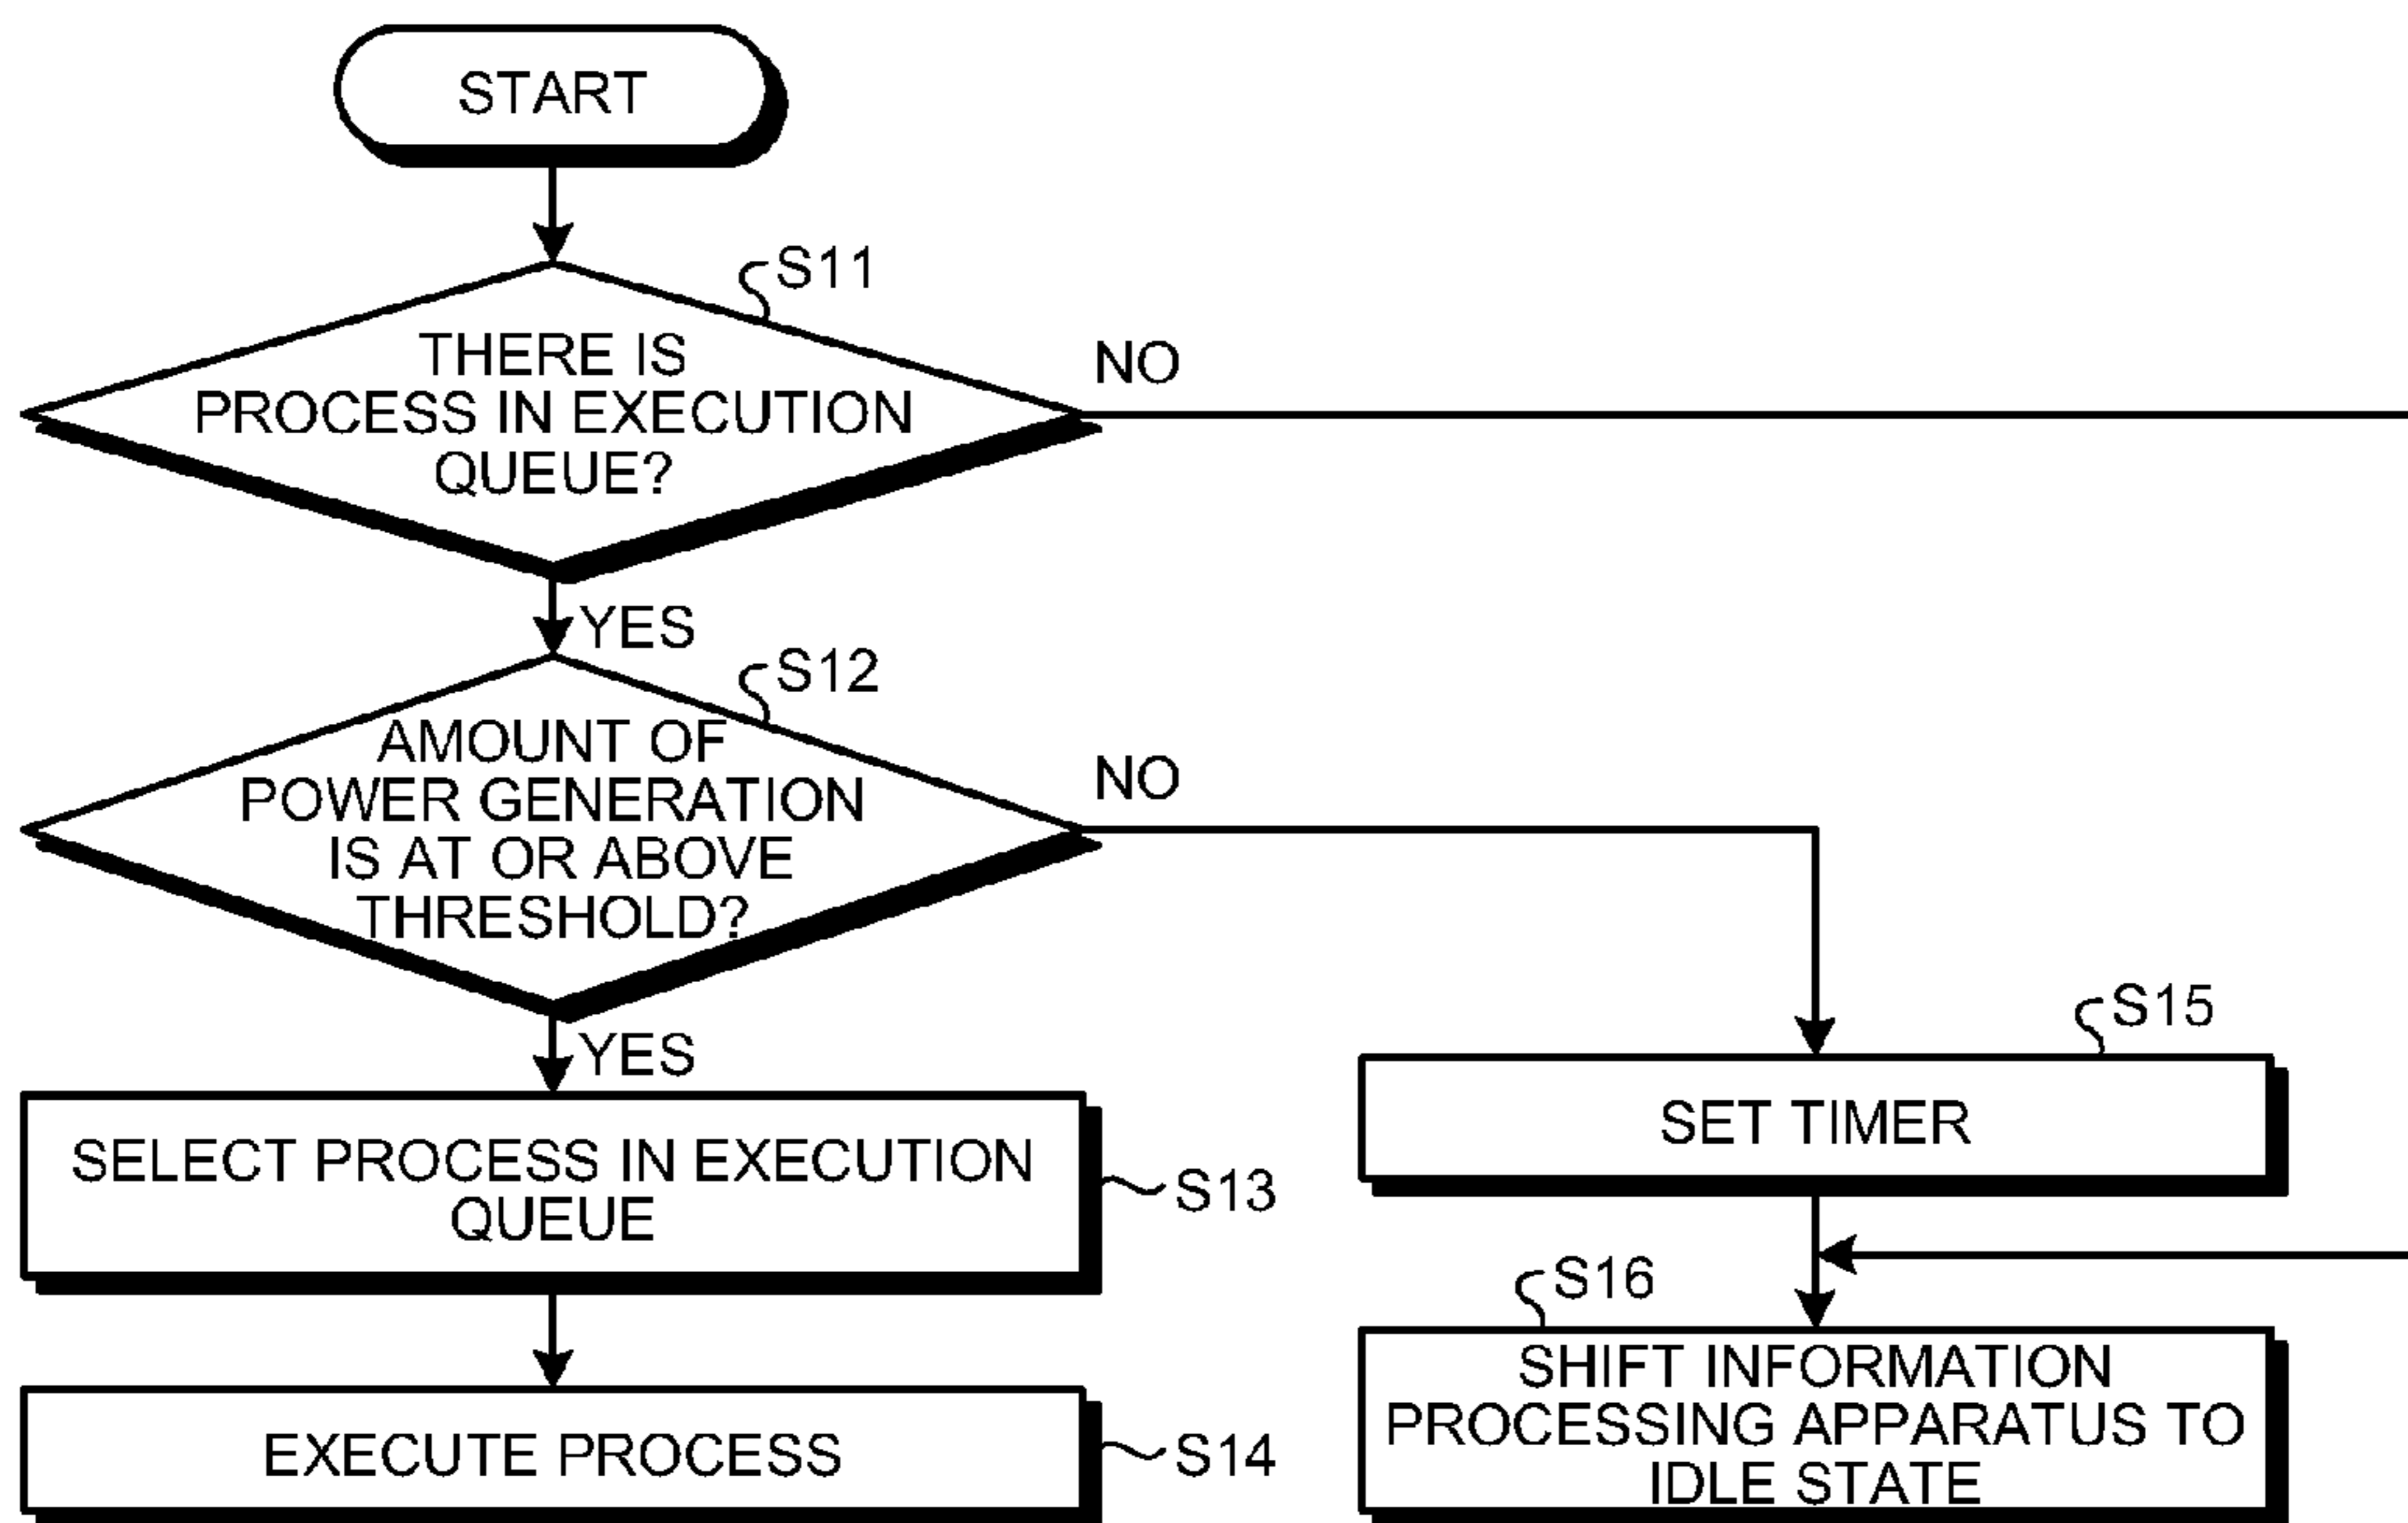 START
S11
THERE IS
PROCESS IN EXECUTION
QUEUE?
NO
YES
S12
AMOUNT OF
POWER GENERATION
IS AT OR ABOVE
THRESHOLD?
NO
YES
S13
SELECT PROCESS IN EXECUTION
QUEUE
S14
EXECUTE PROCESS
S15
SET TIMER
S16
SHIFT INFORMATION
PROCESSING APPARATUS TO
IDLE STATE